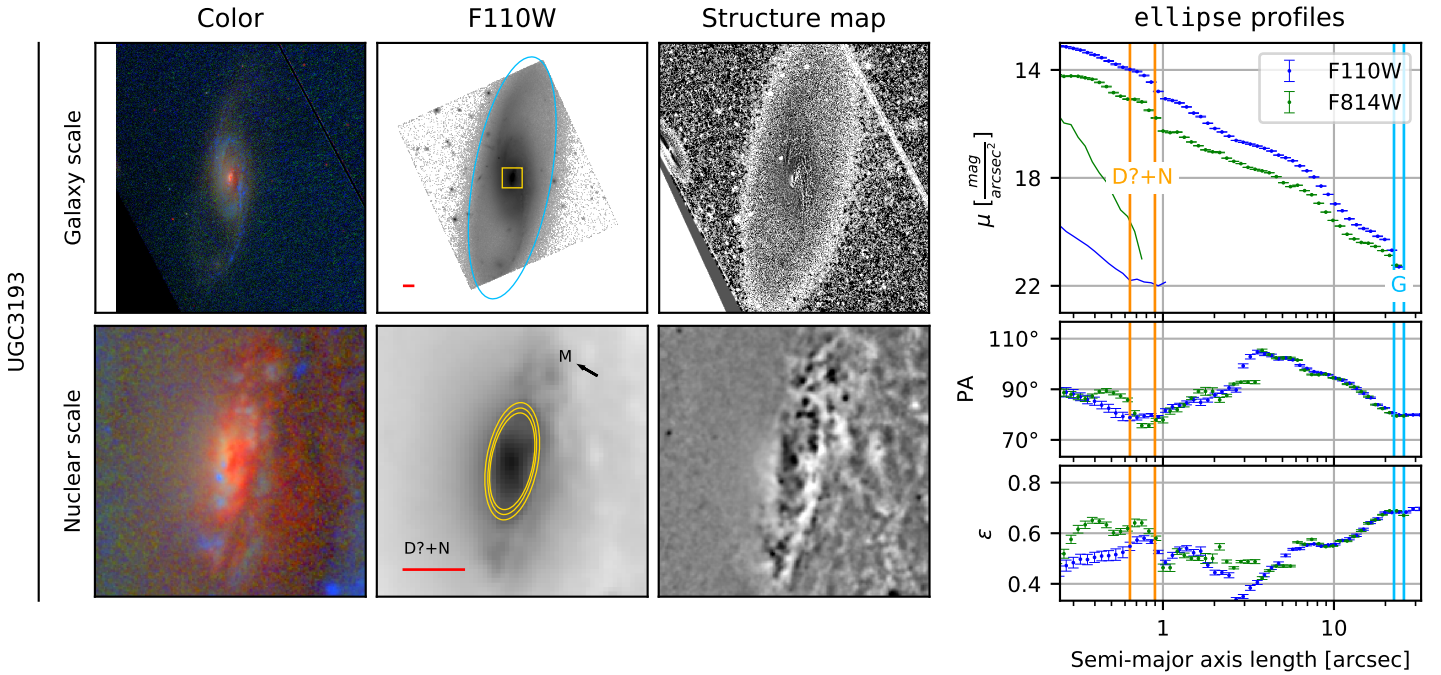 Color
F110W
Structure map
ellipse profiles
UGC3193
Galaxy scale
Nuclear scale
M
D?+N
14
18
22
μ [mag/arcsec²]
F110W
F814W
D?+N
G
110°
90°
70°
PA
0.8
0.6
0.4
ε
1
10
Semi-major axis length [arcsec]